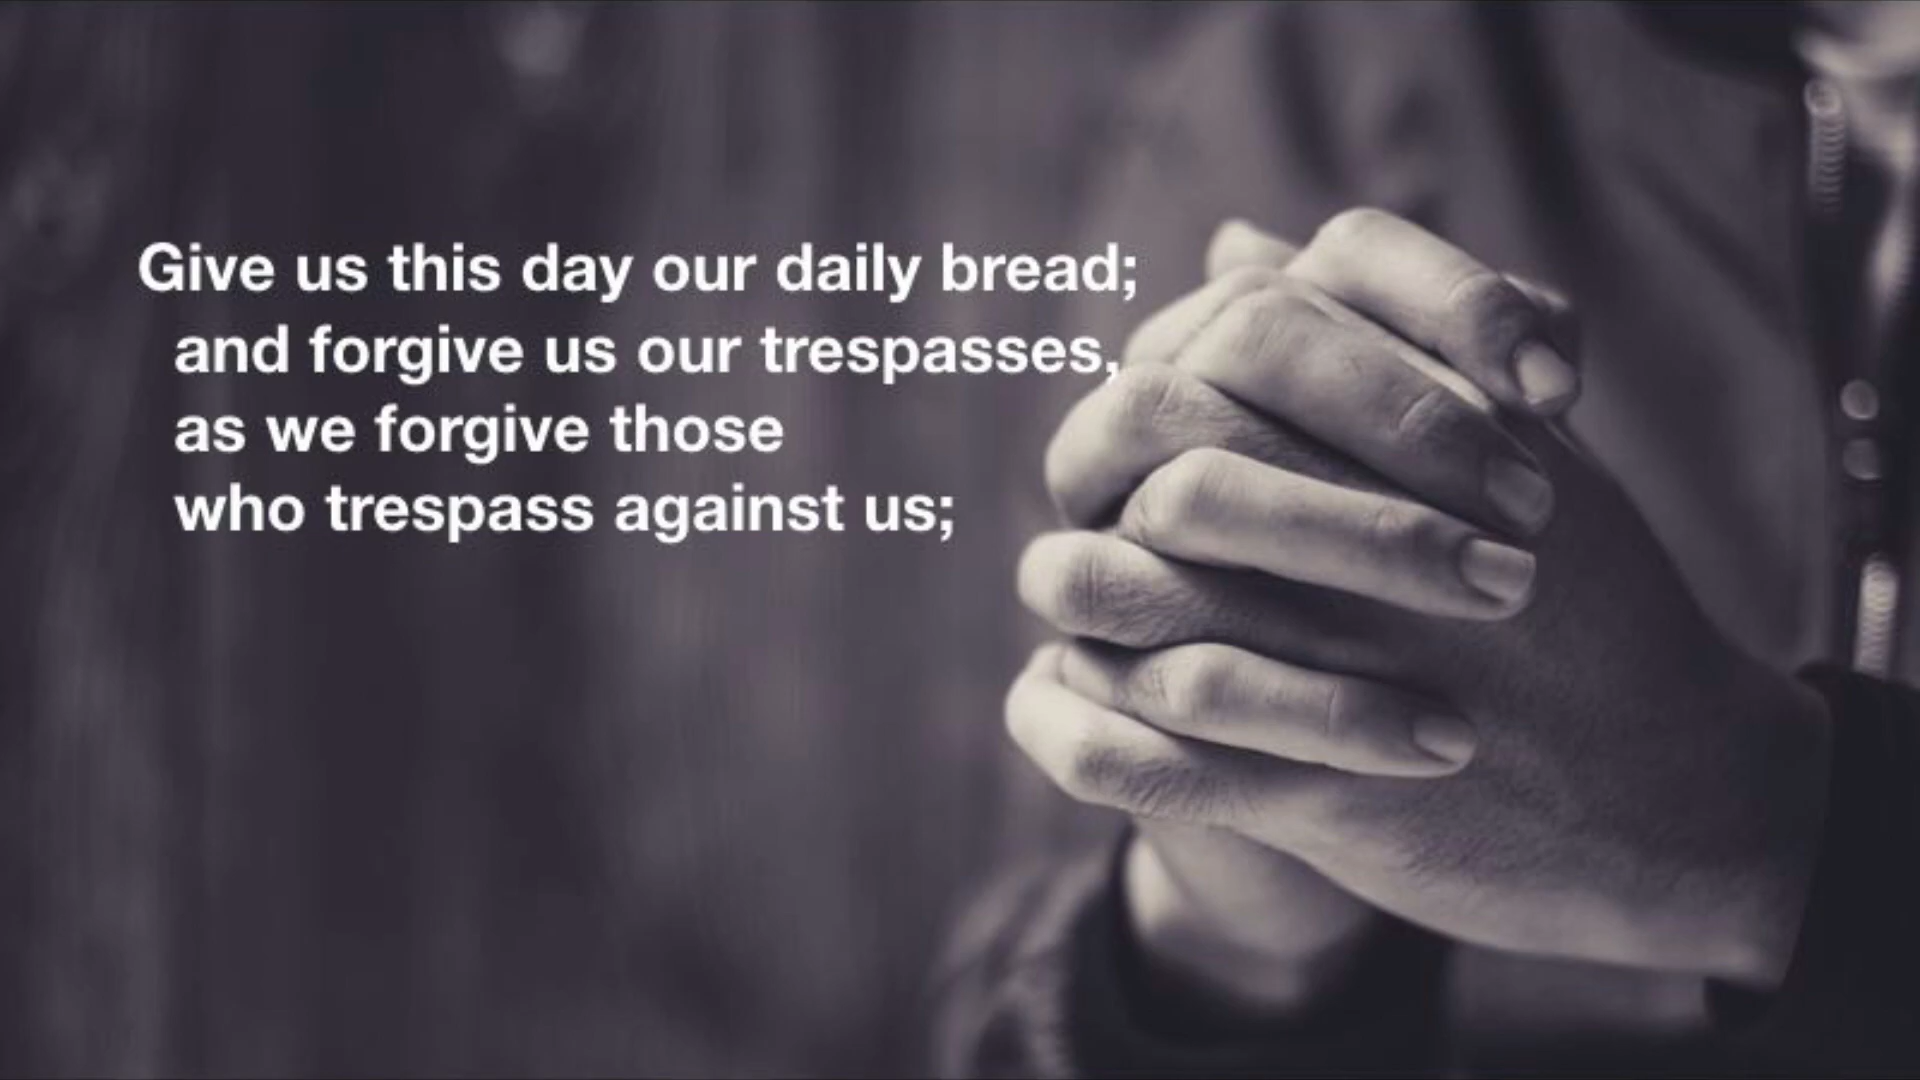 Give us this day our daily bread;
and forgive us our trespasses,
as we forgive those
who trespass against us;